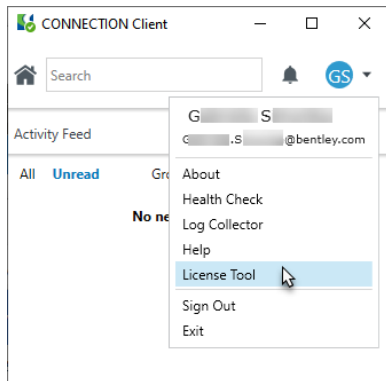 CONNECTION Client
Search
GS
G S
G .S @bentley.com
Activity Feed
All Unread
About
Health Check
No ne
Log Collector
Help
License Tool
Sign Out
Exit